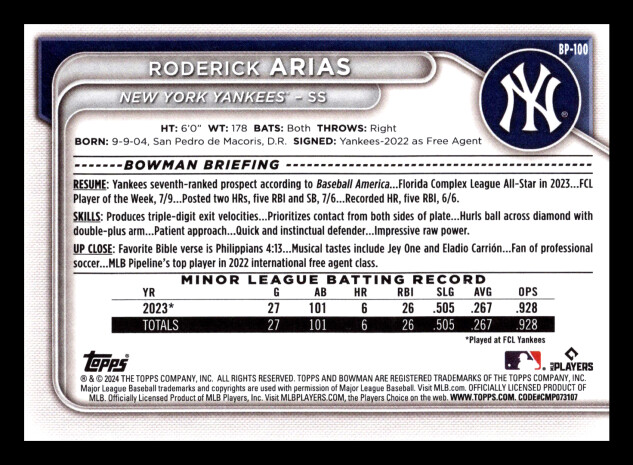 BP-100
RODERICK ARIAS
NEW YORK YANKEES™ – SS
NY
®
HT: 6'0" WT: 178 BATS: Both THROWS: Right
BORN: 9-9-04, San Pedro de Macoris, D.R. SIGNED: Yankees-2022 as Free Agent
BOWMAN BRIEFING
RESUME: Yankees seventh-ranked prospect according to Baseball America...Florida Complex League All-Star in 2023...FCL
Player of the Week, 7/9...Posted two HRs, five RBI and SB, 7/6...Recorded HR, five RBI, 6/6.
SKILLS: Produces triple-digit exit velocities...Prioritizes contact from both sides of plate...Hurls ball across diamond with
double-plus arm...Patient approach...Quick and instinctual defender...Impressive raw power.
UP CLOSE: Favorite Bible verse is Philippians 4:13...Musical tastes include Jey One and Eladio Carrión...Fan of professional
soccer...MLB Pipeline's top player in 2022 international free agent class.
MINOR LEAGUE BATTING RECORD
YR G AB HR RBI SLG AVG OPS
2023* 27 101 6 26 .505 .267 .928
TOTALS 27 101 6 26 .505 .267 .928
*Played at FCL Yankees
Topps
MLB PLAYERS
® & © 2024 THE TOPPS COMPANY, INC. ALL RIGHTS RESERVED. TOPPS AND BOWMAN ARE REGISTERED TRADEMARKS OF THE TOPPS COMPANY, INC.
Major League Baseball trademarks and copyrights are used with permission of Major League Baseball. Visit MLB.com. OFFICIALLY LICENSED PRODUCT OF
MLB. Officially Licensed Product of MLB Players, Inc. Visit MLBPLAYERS.COM, the Players Choice on the web. WWW.TOPPS.COM. CODE#CMP073107